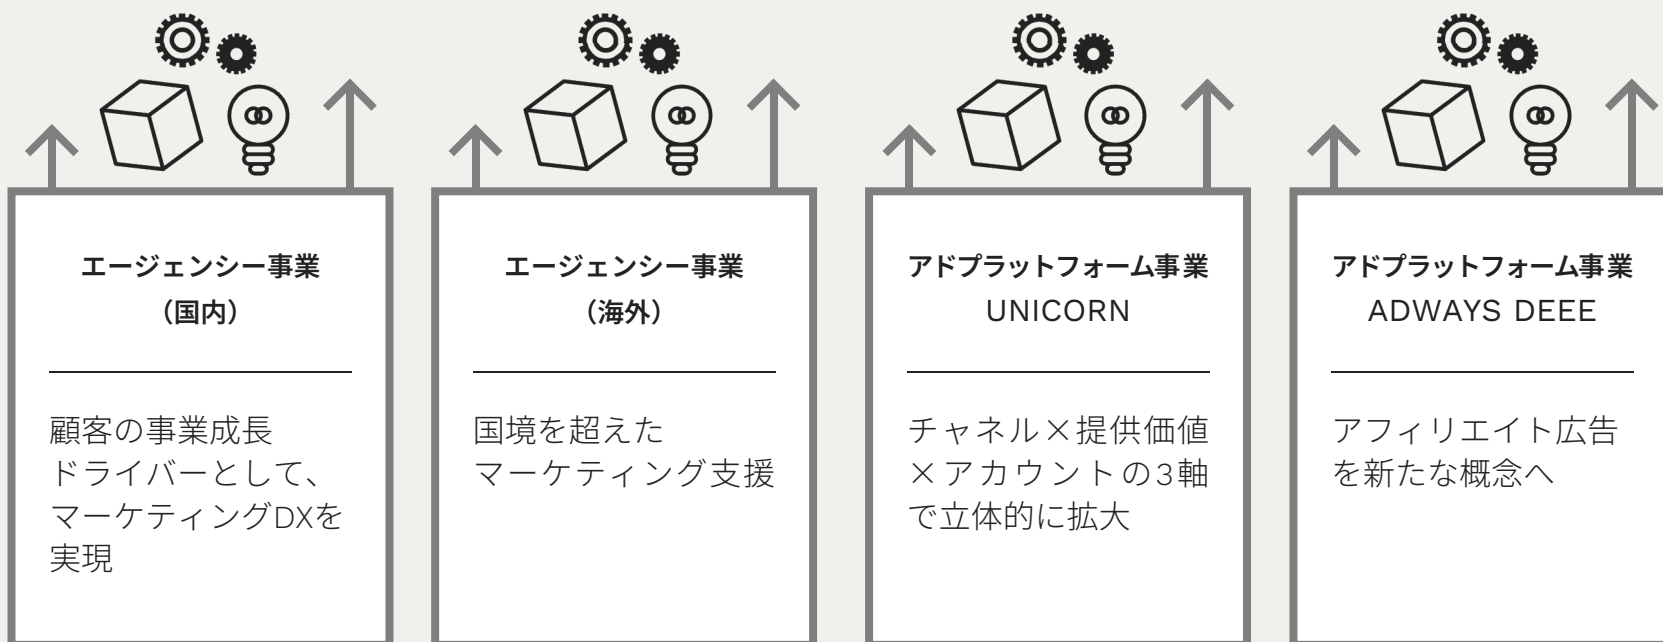 エージェンシー事業
（国内）
顧客の事業成長
ドライバーとして、
マーケティングDXを
実現
エージェンシー事業
（海外）
国境を超えた
マーケティング支援
アドプラットフォーム事業
UNICORN
チャネル×提供価値
×アカウントの3軸
で立体的に拡大
アドプラットフォーム事業
ADWAYS DEEE
アフィリエイト広告
を新たな概念へ